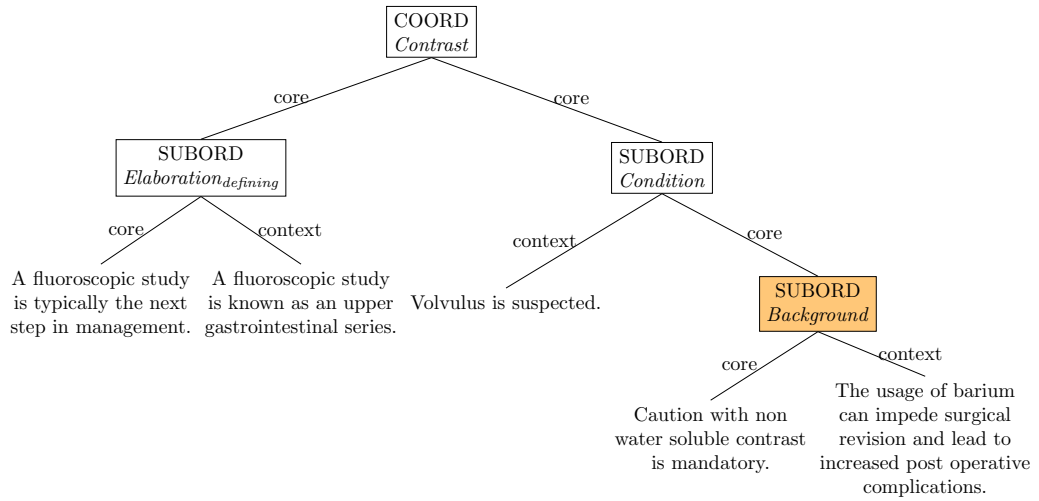 COORD
Contrast
core
core
SUBORD
Elaboration_defining
SUBORD
Condition
core
context
context
core
A fluoroscopic study
is typically the next
step in management.
A fluoroscopic study
is known as an upper
gastrointestinal series.
Volvulus is suspected.
SUBORD
Background
core
context
Caution with non
water soluble contrast
is mandatory.
The usage of barium
can impede surgical
revision and lead to
increased post operative
complications.